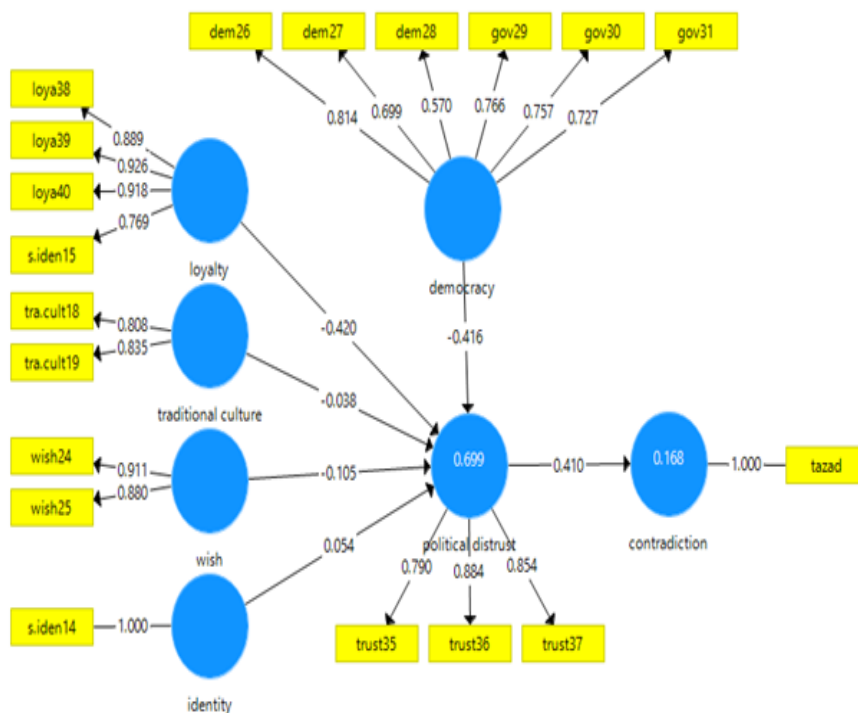 dem26
dem27
dem28
gov29
gov30
gov31
0.814
0.699
0.570
0.766
0.757
0.727
democracy
loya38
loya39
loya40
s.iden15
0.889
0.926
0.918
0.769
loyalty
-0.420
-0.416
tra.cult18
tra.cult19
0.808
0.835
traditional culture
-0.038
wish24
wish25
0.911
0.880
wish
-0.105
0.699
political distrust
0.410
0.168
contradiction
1.000
tazad
0.054
s.iden14
1.000
identity
0.790
0.884
0.854
trust35
trust36
trust37